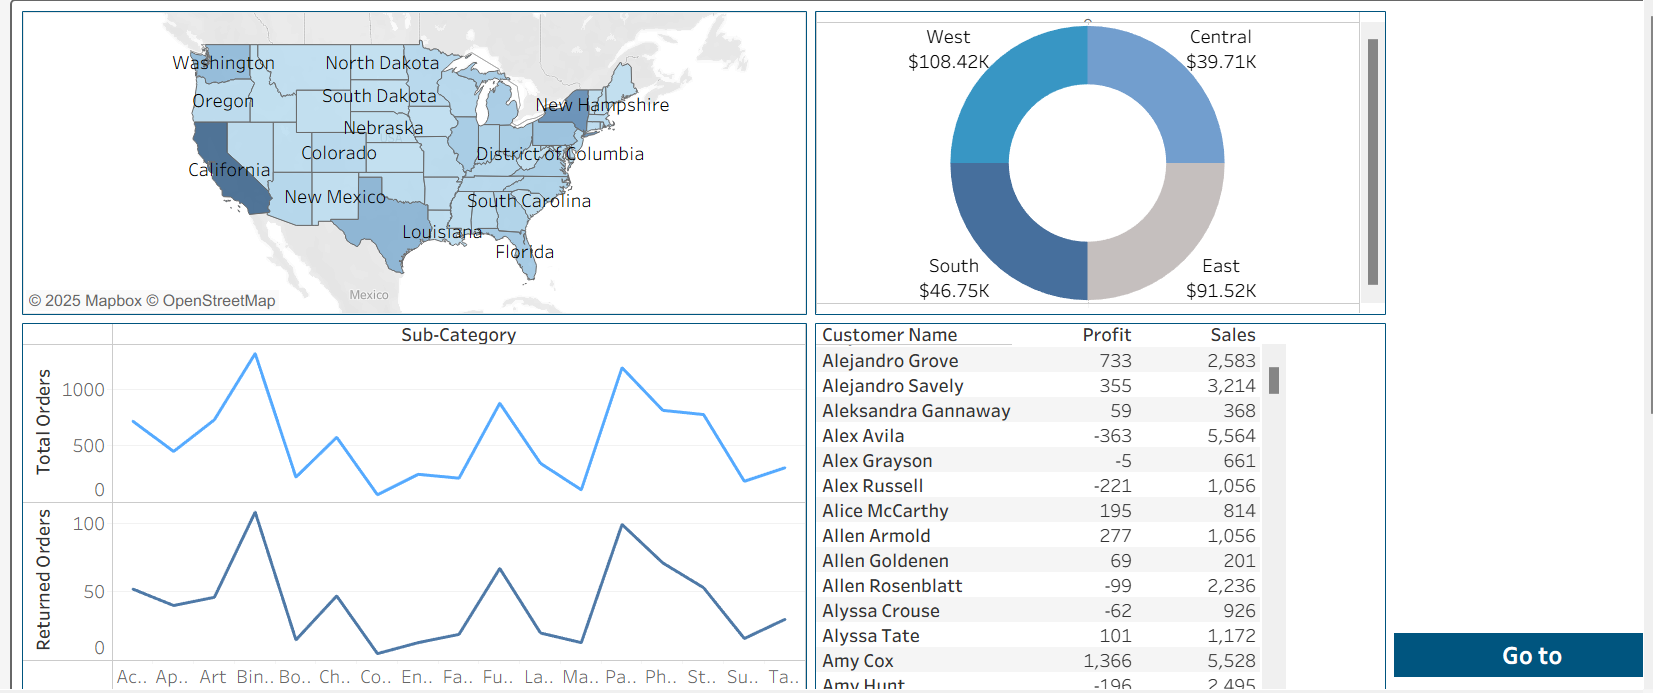 Washington
North Dakota
Oregon
South Dakota
New Hampshire
Nebraska
Colorado
District of Columbia
California
New Mexico
South Carolina
Louisiana
Florida
Mexico
© 2025 Mapbox © OpenStreetMap
West
$108.42K
Central
$39.71K
South
$46.75K
East
$91.52K
Sub-Category
Total Orders
1000
500
0
Returned Orders
100
50
0
Ac.. Ap.. Art Bin.. Bo.. Ch.. Co.. En.. Fa.. Fu.. La.. Ma.. Pa.. Ph.. St.. Su.. Ta..
Customer Name Profit Sales
Alejandro Grove 733 2,583
Alejandro Savely 355 3,214
Aleksandra Gannaway 59 368
Alex Avila -363 5,564
Alex Grayson -5 661
Alex Russell -221 1,056
Alice McCarthy 195 814
Allen Armold 277 1,056
Allen Goldenen 69 201
Allen Rosenblatt -99 2,236
Alyssa Crouse -62 926
Alyssa Tate 101 1,172
Amy Cox 1,366 5,528
Amy Hunt -196 2,495
Go to